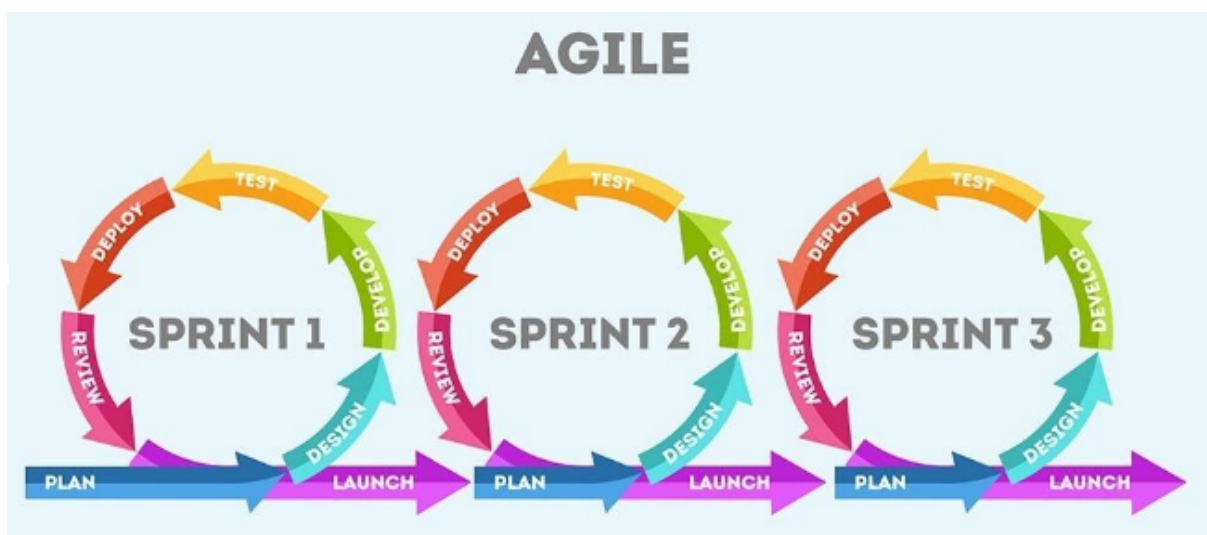 AGILE
TEST
TEST
TEST
DEPLOY
DEPLOY
DEPLOY
DEVELOP
DEVELOP
DEVELOP
SPRINT 1
SPRINT 2
SPRINT 3
REVIEW
REVIEW
REVIEW
DESIGN
DESIGN
DESIGN
PLAN
LAUNCH
PLAN
LAUNCH
PLAN
LAUNCH